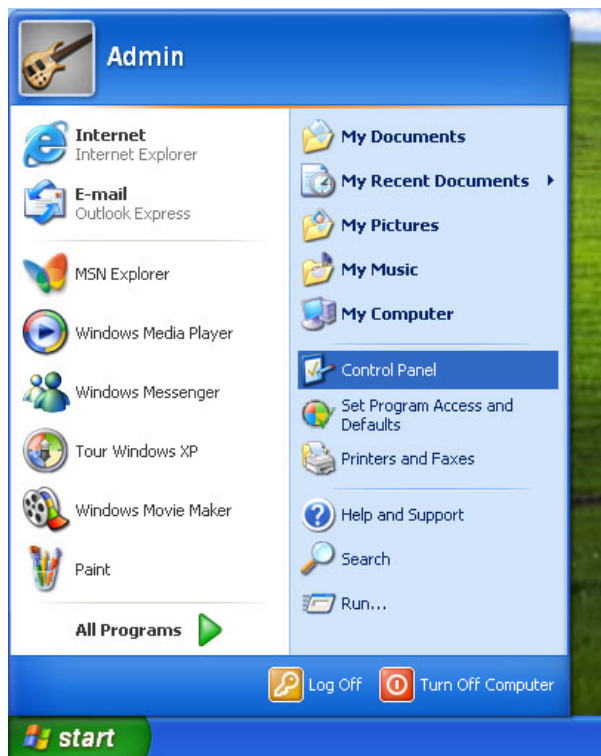 Admin
Internet
Internet Explorer
E-mail
Outlook Express
MSN Explorer
Windows Media Player
Windows Messenger
Tour Windows XP
Windows Movie Maker
Paint
All Programs
My Documents
My Recent Documents
My Pictures
My Music
My Computer
Control Panel
Set Program Access and
Defaults
Printers and Faxes
Help and Support
Search
Run...
Log Off
Turn Off Computer
start